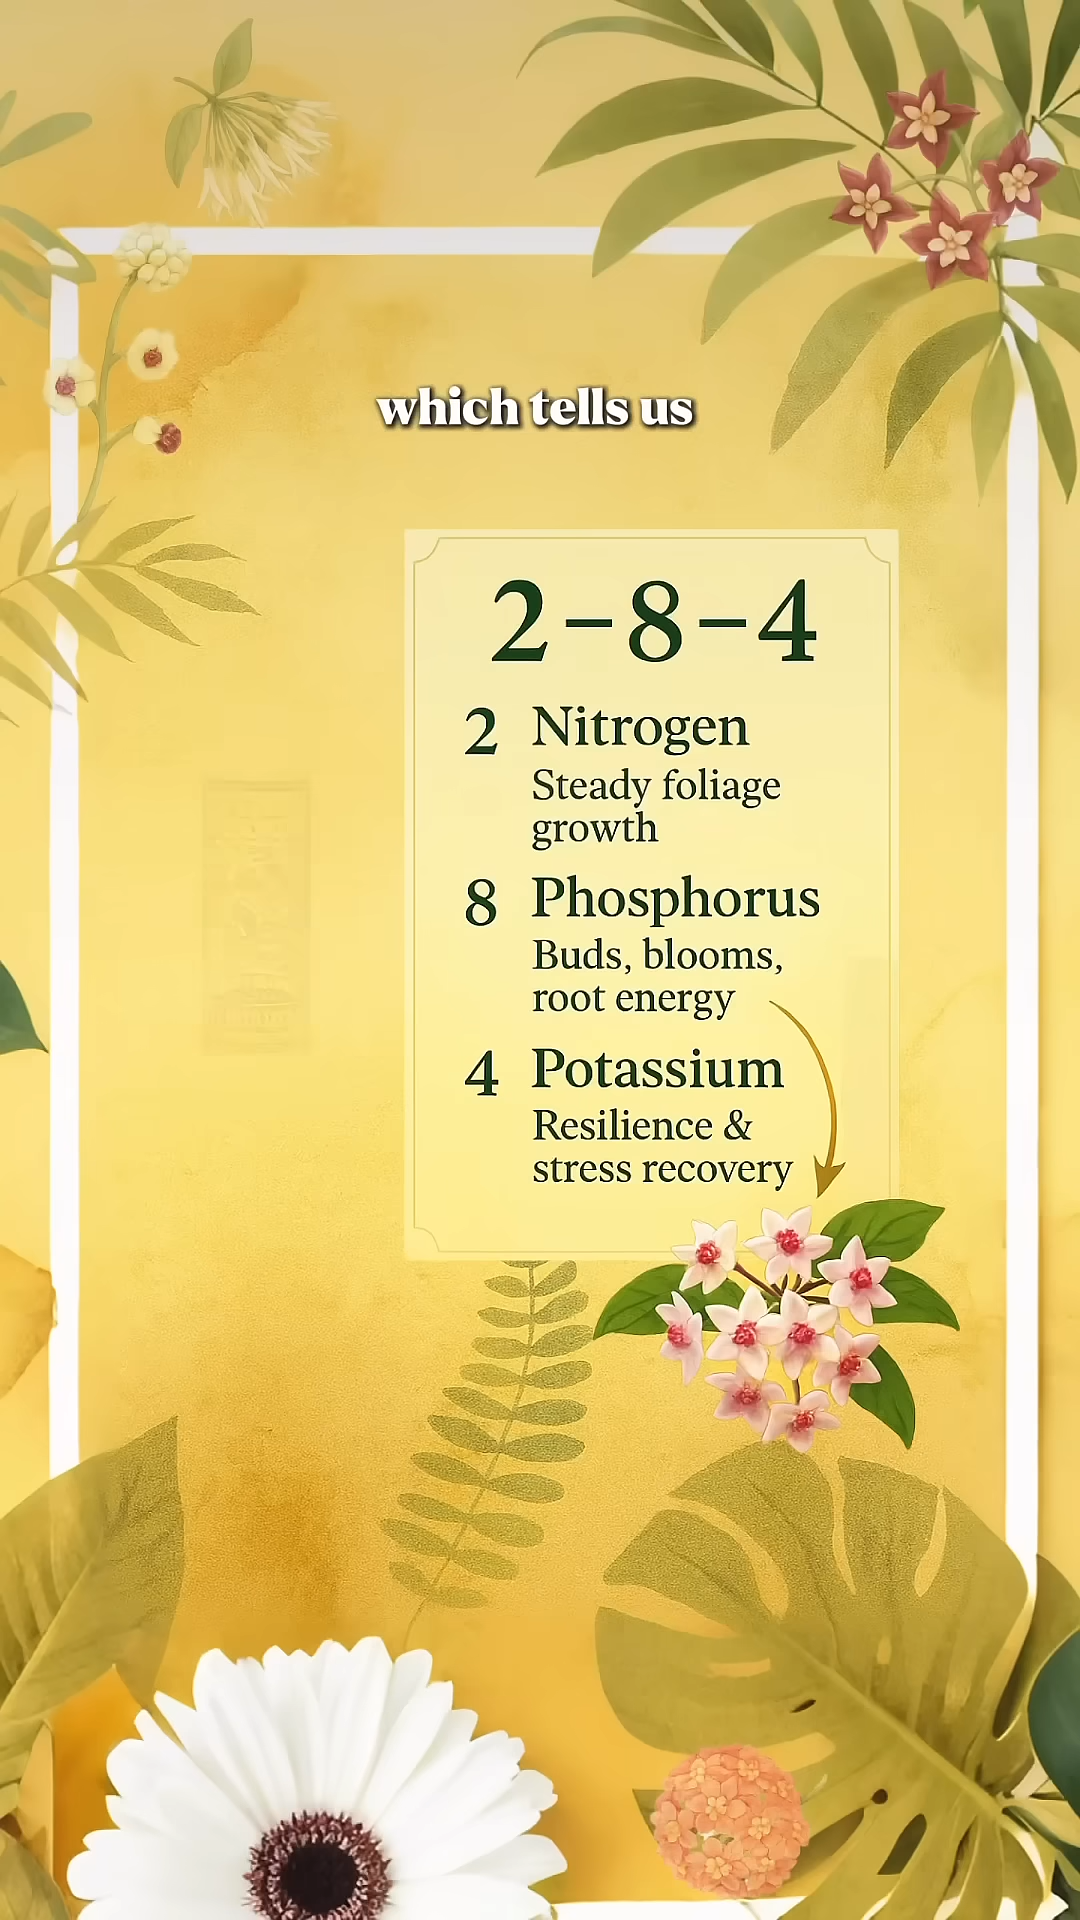 which tells us
2-8-4
2 Nitrogen
Steady foliage
growth
8 Phosphorus
Buds, blooms,
root energy
4 Potassium
Resilience &
stress recovery